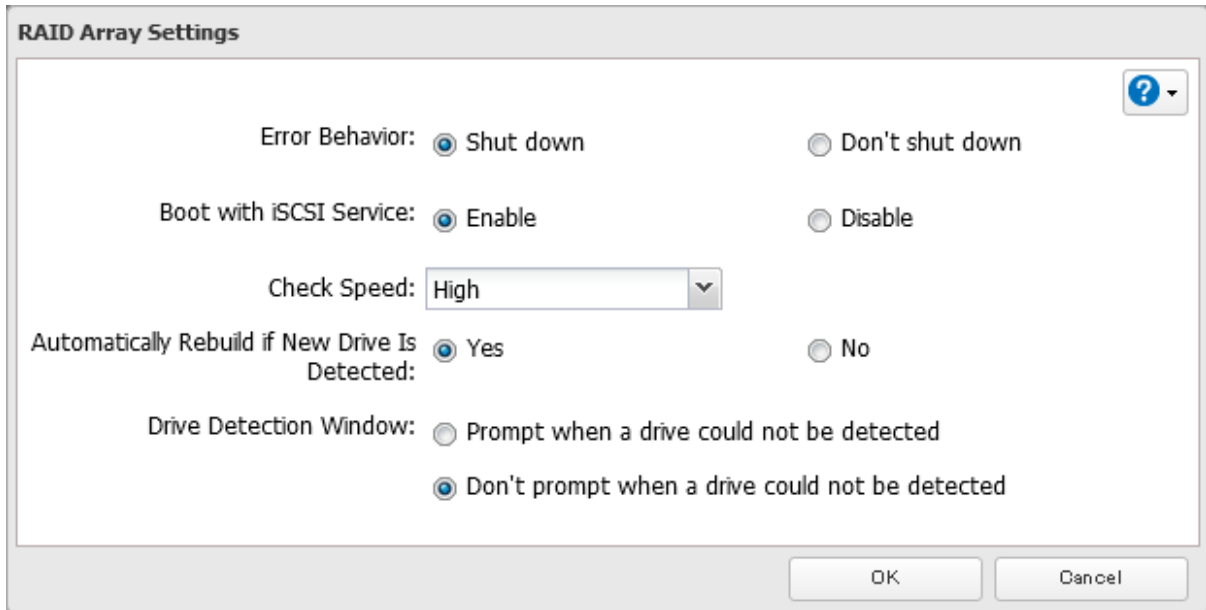 RAID Array Settings
?
Error Behavior: Shut down Don't shut down
Boot with iSCSI Service: Enable Disable
Check Speed: High
Automatically Rebuild if New Drive Is Detected: Yes No
Drive Detection Window: Prompt when a drive could not be detected
Don't prompt when a drive could not be detected
OK Cancel